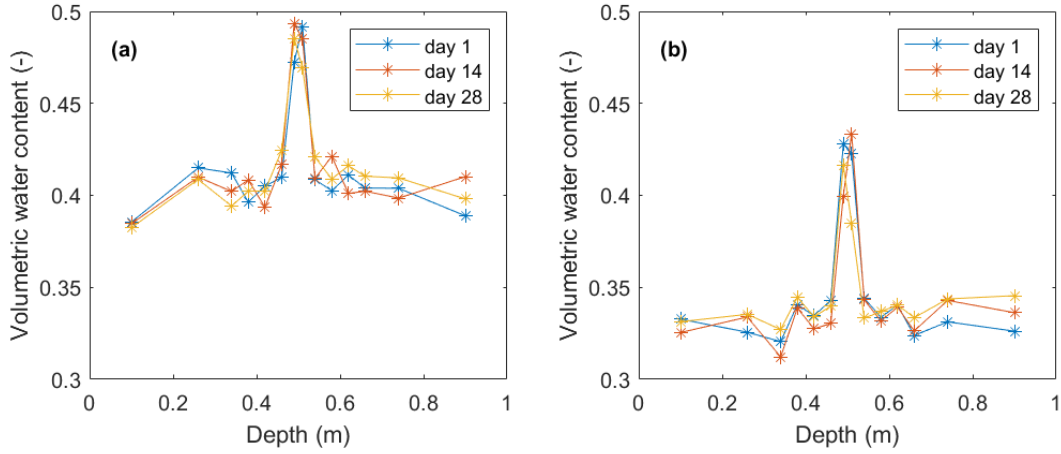 (a)
Volumetric water content (-)
0.5
0.45
0.4
0.35
0.3
0
0.2
0.4
0.6
0.8
1
Depth (m)
day 1
day 14
day 28
(b)
Volumetric water content (-)
0.5
0.45
0.4
0.35
0.3
0
0.2
0.4
0.6
0.8
1
Depth (m)
day 1
day 14
day 28